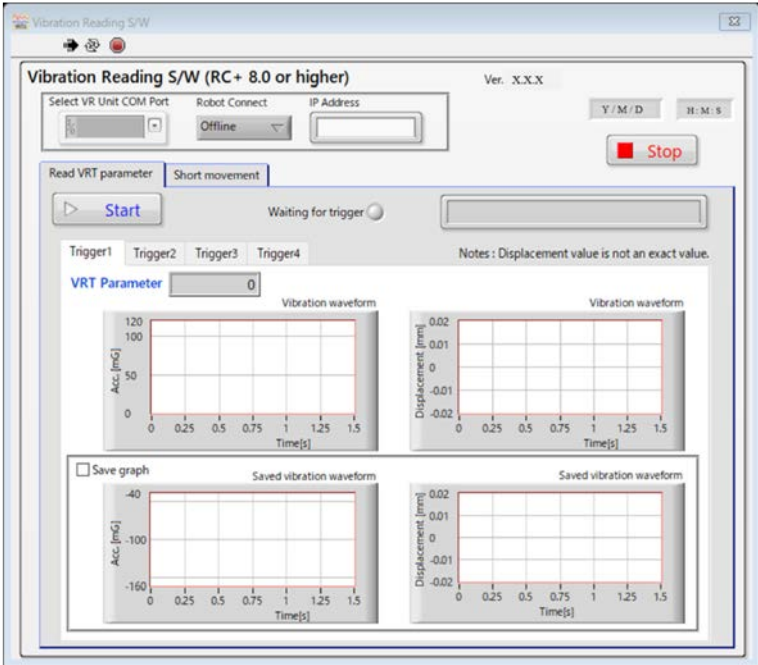 Vibration Reading S/W
Vibration Reading S/W (RC+ 8.0 or higher)
Ver. X.X.X
Select VR Unit COM Port
Robot Connect
IP Address
Offline
Y/M/D
H:M:S
Stop
Read VRT parameter
Short movement
Start
Waiting for trigger
Trigger1
Trigger2
Trigger3
Trigger4
Notes : Displacement value is not an exact value.
VRT Parameter
0
Vibration waveform
120
100
50
0
Acc. [mG]
0 0.25 0.5 0.75 1 1.25 1.5
Time[s]
Vibration waveform
0.02
0.01
0
-0.01
-0.02
Displacement [mm]
0 0.25 0.5 0.75 1 1.25 1.5
Time[s]
Save graph
Saved vibration waveform
-40
-100
-160
Acc. [mG]
0 0.25 0.5 0.75 1 1.25 1.5
Time[s]
Saved vibration waveform
0.02
0.01
0
-0.01
-0.02
Displacement [mm]
0 0.25 0.5 0.75 1 1.25 1.5
Time[s]